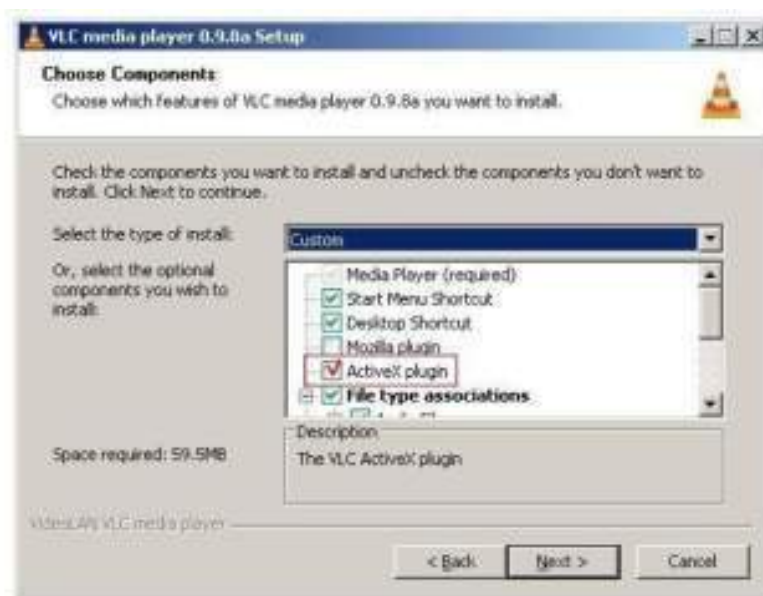 VLC media player 0.9.8a Setup
Choose Components
Choose which features of VLC media player 0.9.8a you want to install.
Check the components you want to install and uncheck the components you don't want to
install. Click Next to continue.
Select the type of install:
Custom
Or, select the optional
components you wish to
install:
Media Player (required)
Start Menu Shortcut
Desktop Shortcut
Mozilla plugin
ActiveX plugin
File type associations
Description
Space required: 59.5MB
The VLC ActiveX plugin
VideoLAN VLC media player
< Back
Next >
Cancel